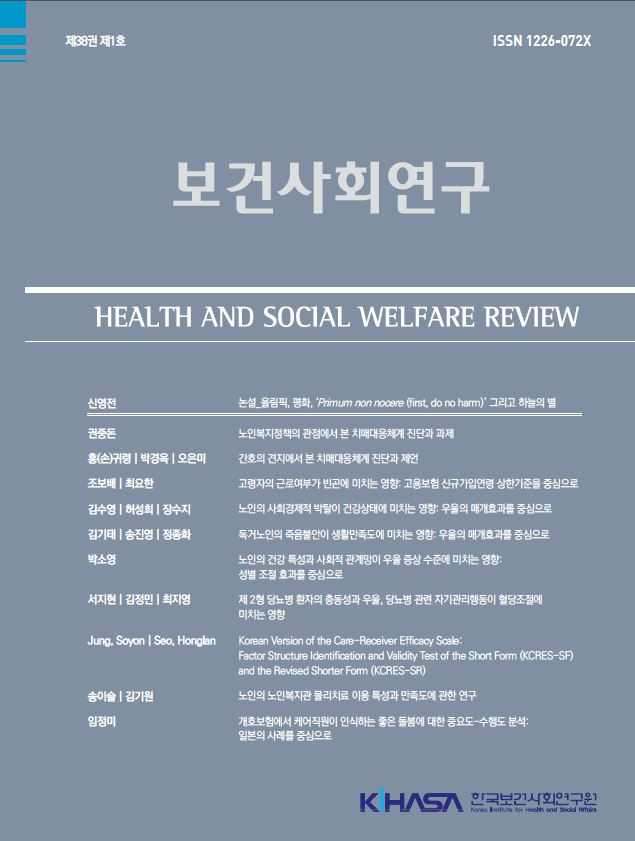 제38권 제1호
ISSN 1226-072X
보건사회연구
HEALTH AND SOCIAL WELFARE REVIEW
신영전 논설_올림픽, 평화, ‘Primum non nocere (first, do no harm)’ 그리고 하늘의 별
권중돈 노인복지정책의 관점에서 본 치매대응체계 진단과 과제
홍(손)귀령 | 박경옥 | 오은미 간호의 견지에서 본 치매대응체계 진단과 제언
조보배 | 최요한 고령자의 근로여부가 빈곤에 미치는 영향: 고용보험 신규가입연령 상한기준을 중심으로
김수영 | 허성희 | 장수지 노인의 사회경제적 박탈이 건강상태에 미치는 영향: 우울의 매개효과를 중심으로
김기태 | 송진영 | 정종화 독거노인의 죽음불안이 생활만족도에 미치는 영향: 우울의 매개효과를 중심으로
박소영 노인의 건강 특성과 사회적 관계망이 우울 증상 수준에 미치는 영향:
성별 조절 효과를 중심으로
서지현 | 김정민 | 최지영 제 2형 당뇨병 환자의 충동성과 우울, 당뇨병 관련 자기관리행동이 혈당조절에
미치는 영향
Jung, Soyon | Seo, Honglan Korean Version of the Care-Receiver Efficacy Scale:
Factor Structure Identification and Validity Test of the Short Form (KCRES-SF)
and the Revised Shorter Form (KCRES-SR)
송이슬 | 김기원 노인의 노인복지관 물리치료 이용 특성과 만족도에 관한 연구
임정미 개호보험에서 케어직원이 인식하는 좋은 돌봄에 대한 중요도-수행도 분석:
일본의 사례를 중심으로
KiHASA 한국보건사회연구원
Korea Institute for Health and Social Affairs